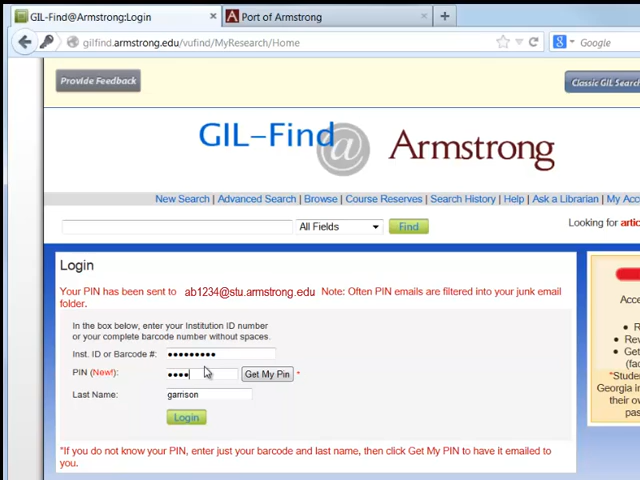 GIL-Find@Armstrong:Login
Port of Armstrong
gilfind.armstrong.edu/vufind/MyResearch/Home
Google
Provide Feedback
Classic GIL Search
GIL-Find@ Armstrong
New Search | Advanced Search | Browse | Course Reserves | Search History | Help | Ask a Librarian | My Acc
All Fields
Find
Looking for artic
Login
Your PIN has been sent to ab1234@stu.armstrong.edu Note: Often PIN emails are filtered into your junk email
folder.
In the box below, enter your Institution ID number
or your complete barcode number without spaces.
Inst. ID or Barcode #: •••••••••
PIN (New!): •••• Get My Pin *
Last Name: garrison
Login
*If you do not know your PIN, enter just your barcode and last name, then click Get My PIN to have it emailed to
you.
Acce
• R
• Rev
• Get
(fac
*Stude
Georgia in
their ow
pas